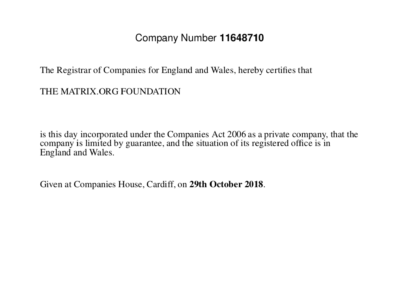 Company Number 11648710
The Registrar of Companies for England and Wales, hereby certifies that
THE MATRIX.ORG FOUNDATION
is this day incorporated under the Companies Act 2006 as a private company, that the
company is limited by guarantee, and the situation of its registered office is in
England and Wales.
Given at Companies House, Cardiff, on 29th October 2018.